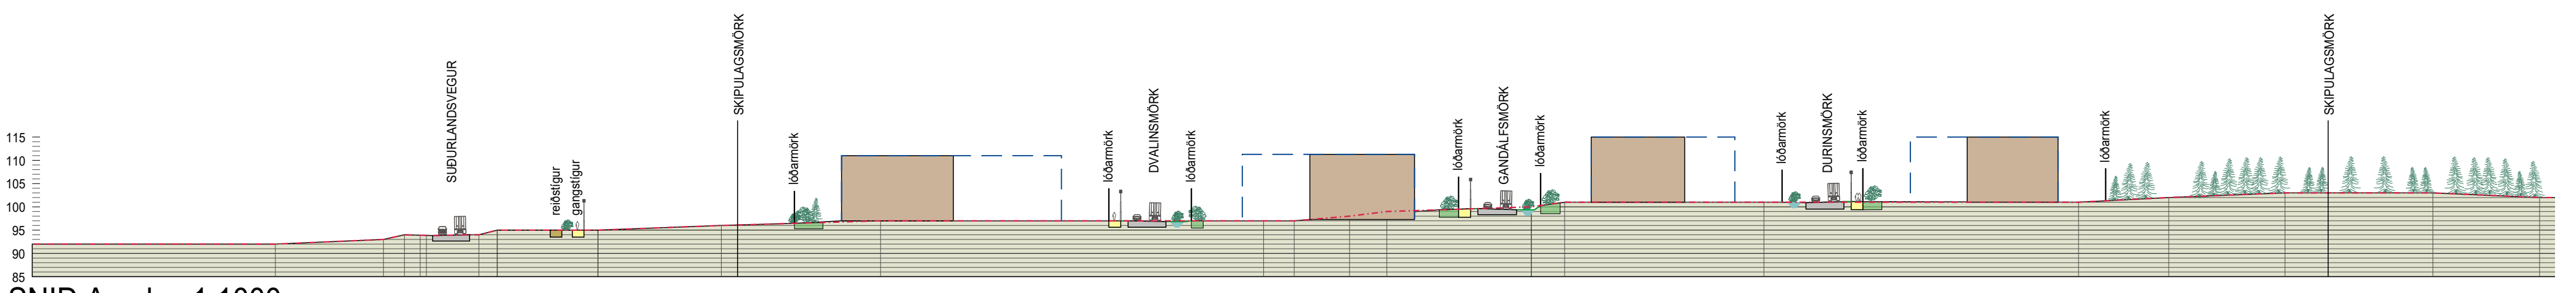 SKIPULAGSMÖRK
SKIPULAGSMÖRK
SUÐURLANDSVEGUR
reiðstígur
gangstígur
lóðarmörk
lóðarmörk
DVALINSMÖRK
lóðarmörk
lóðarmörk
GANDÁLFSMÖRK
lóðarmörk
lóðarmörk
DURINSMÖRK
lóðarmörk
lóðarmörk
115
110
105
100
95
90
85